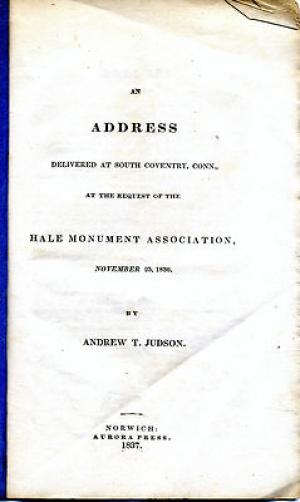 AN
ADDRESS
DELIVERED AT SOUTH COVENTRY, CONN.,
AT THE REQUEST OF THE
HALE MONUMENT ASSOCIATION,
NOVEMBER 25, 1836.
BY
ANDREW T. JUDSON.
NORWICH:
AURORA PRESS.
1837.